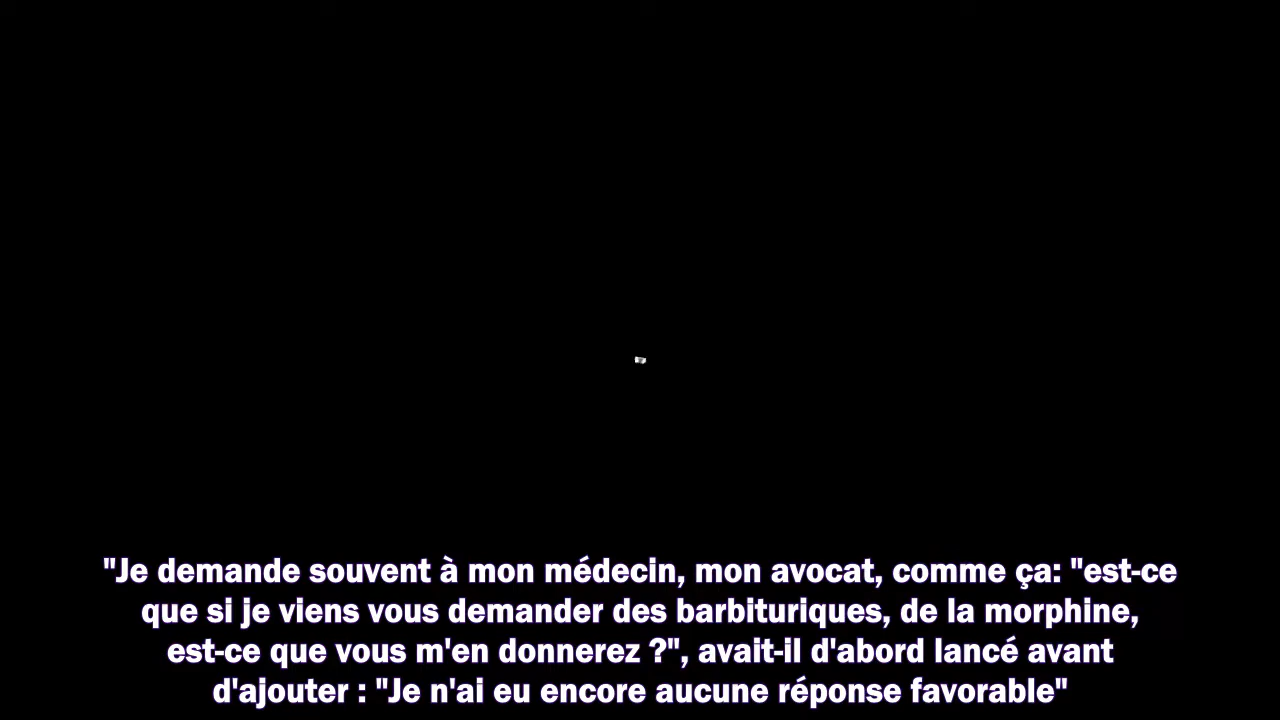 "Je demande souvent à mon médecin, mon avocat, comme ça: "est-ce
que si je viens vous demander des barbituriques, de la morphine,
est-ce que vous m'en donnerez ?", avait-il d'abord lancé avant
d'ajouter : "Je n'ai eu encore aucune réponse favorable"